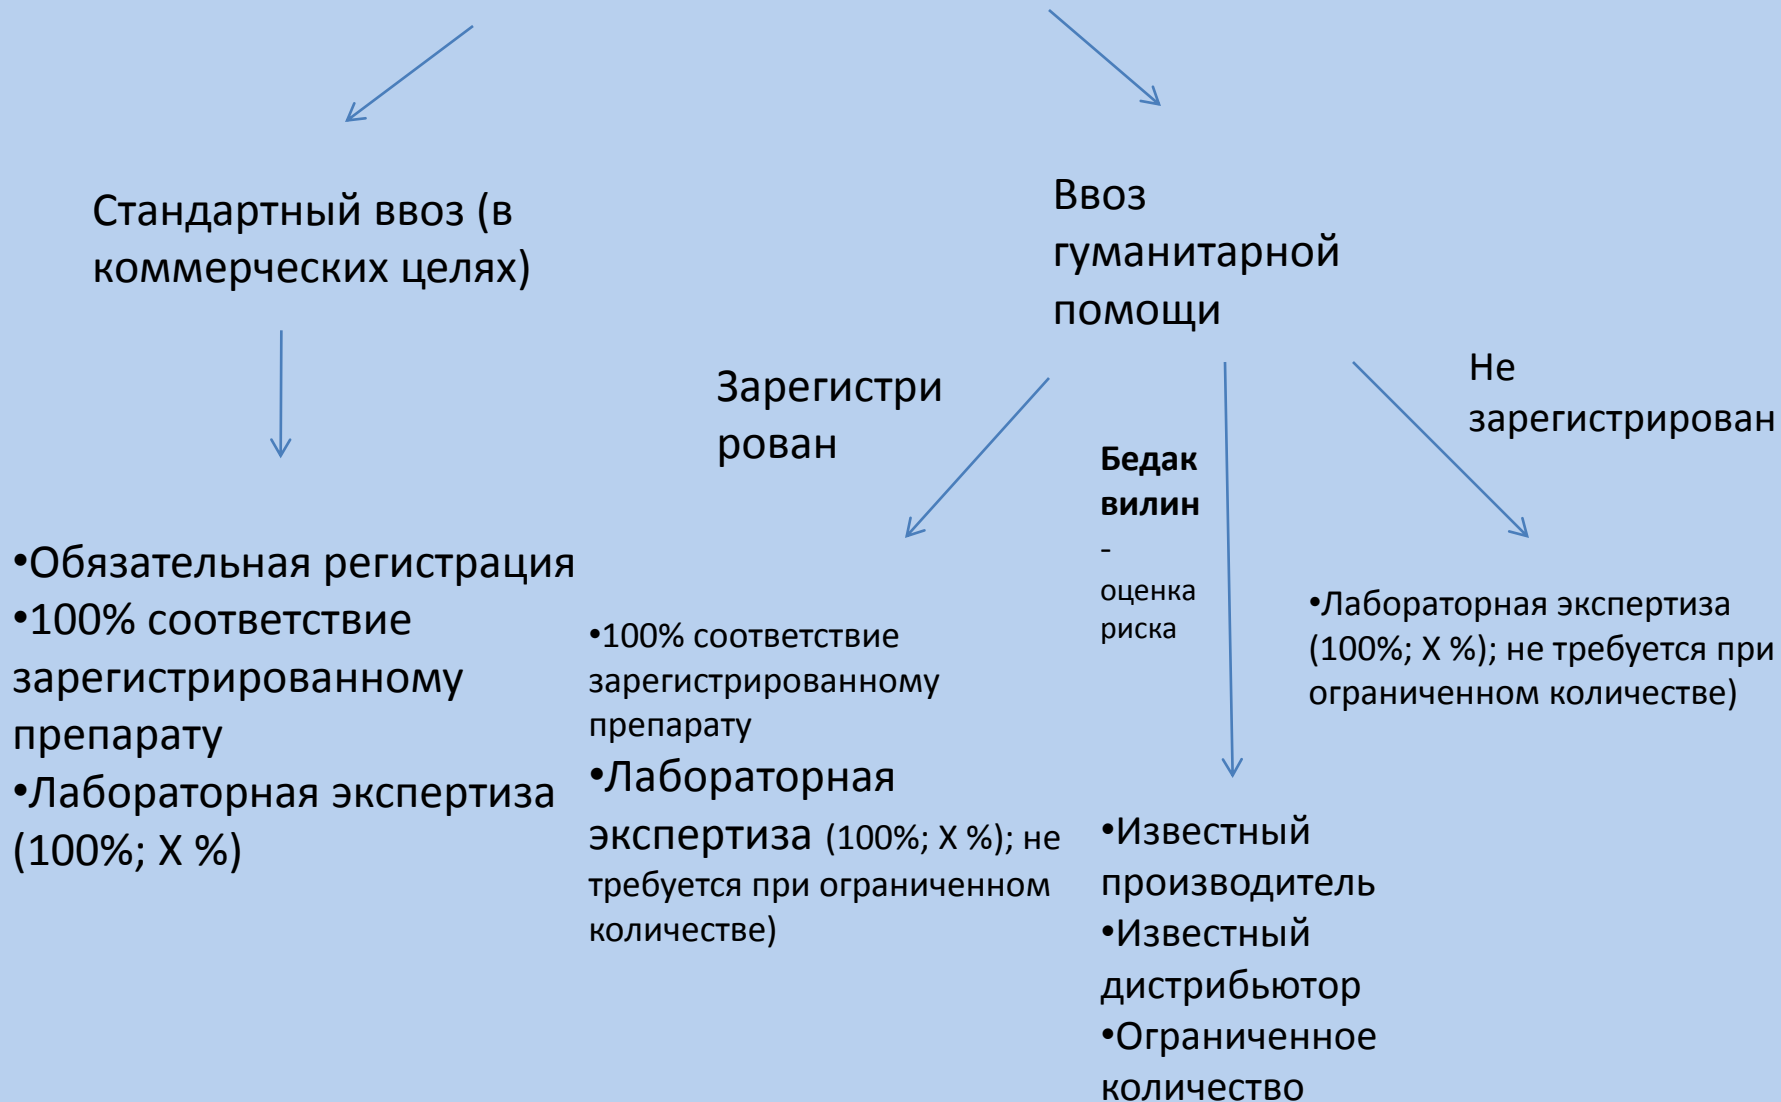 Стандартный ввоз (в
коммерческих целях)
Ввоз
гуманитарной
помощи
Зарегистри
рован
Бедак
вилин
-
оценка
риска
Не
зарегистрирован
•Обязательная регистрация
•100% соответствие
зарегистрированному
препарату
•Лабораторная экспертиза
(100%; X %)
•100% соответствие
зарегистрированному
препарату
•Лабораторная
экспертиза (100%; X %); не
требуется при ограниченном
количестве)
•Известный
производитель
•Известный
дистрибьютор
•Ограниченное
количество
•Лабораторная экспертиза
(100%; X %); не требуется при
ограниченном количестве)